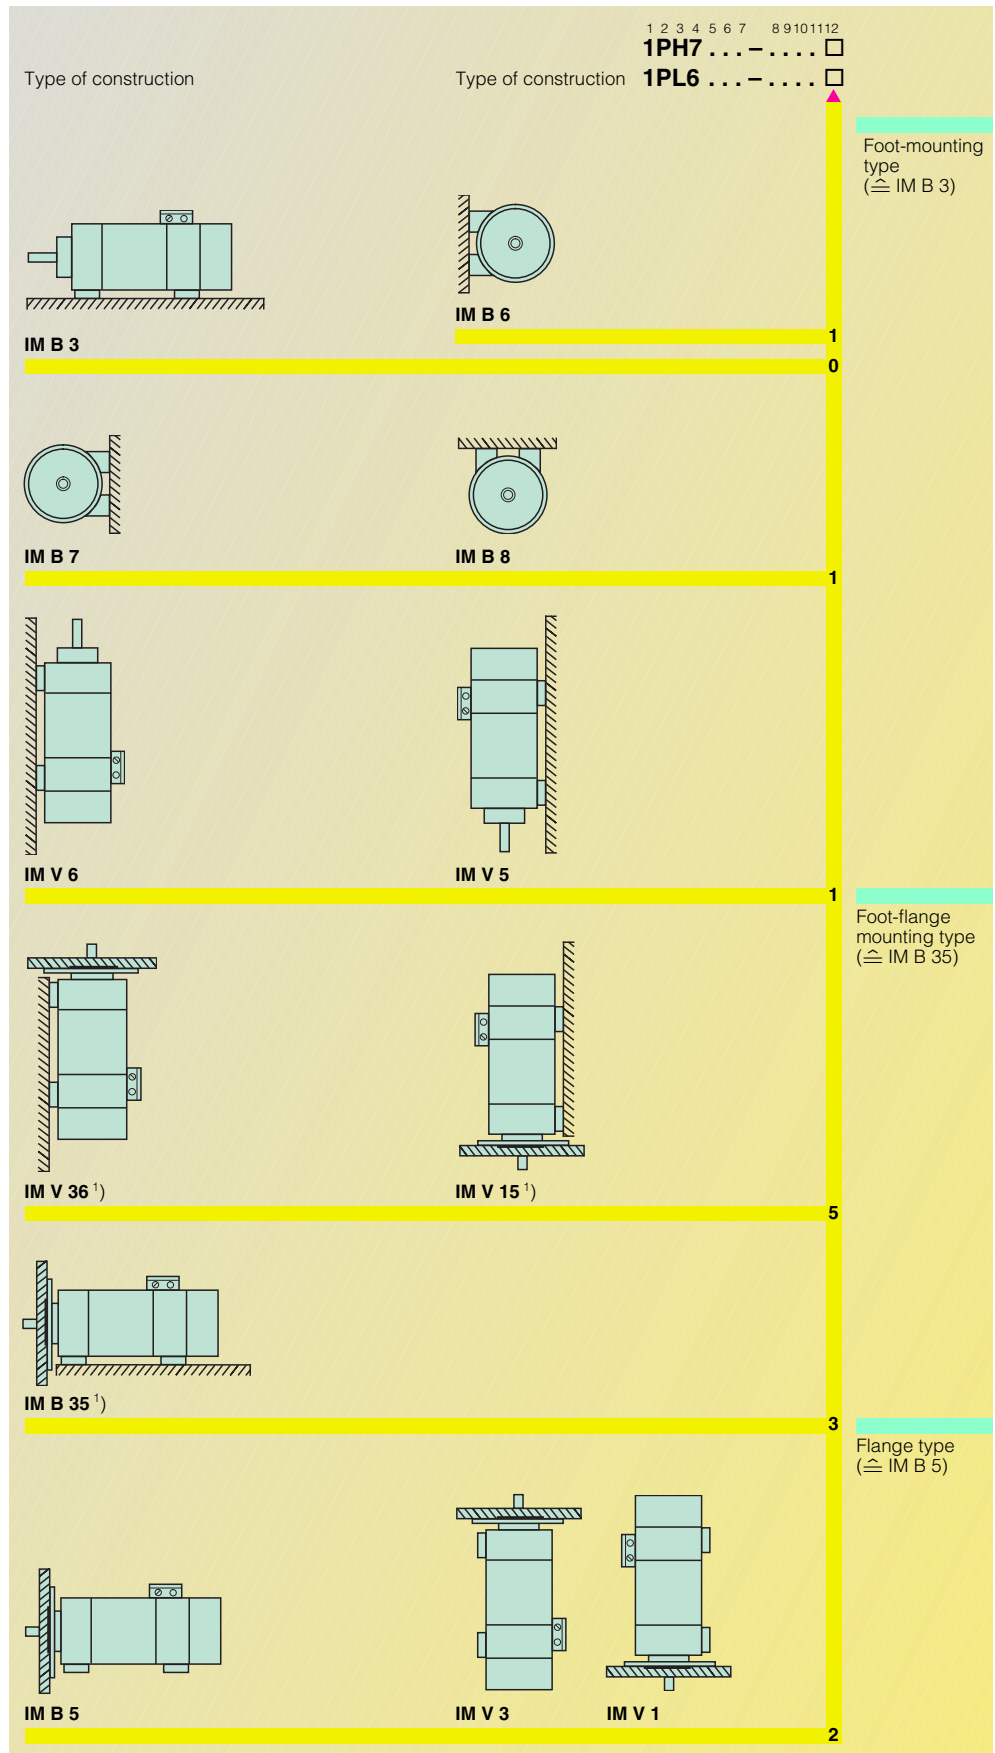 1 2 3 4 5 6 7 8 9 10 11 12
1PH7 . . . – . . . . □
Type of construction
Type of construction 1PL6 . . . – . . . . □
Foot-mounting
type
(≙ IM B 3)
IM B 6
1
IM B 3
0
IM B 7
IM B 8
1
IM V 6
IM V 5
1
Foot-flange
mounting type
(≙ IM B 35)
IM V 36 ¹)
IM V 15 ¹)
5
IM B 35 ¹)
3
Flange type
(≙ IM B 5)
IM B 5
IM V 3
IM V 1
2